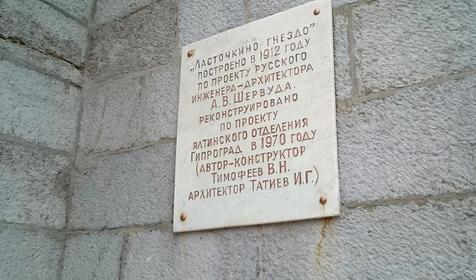 „Ласточкино гнездо"
построено в 1912 году
по проекту русского
инженера-архитектора
А.В.Шервуда.
Реконструировано
по проекту
Ялтинского отделения
Гипроград в 1970 году
(автор-конструктор
Тимофеев В.Н.
архитектор Татиев И.Г.)